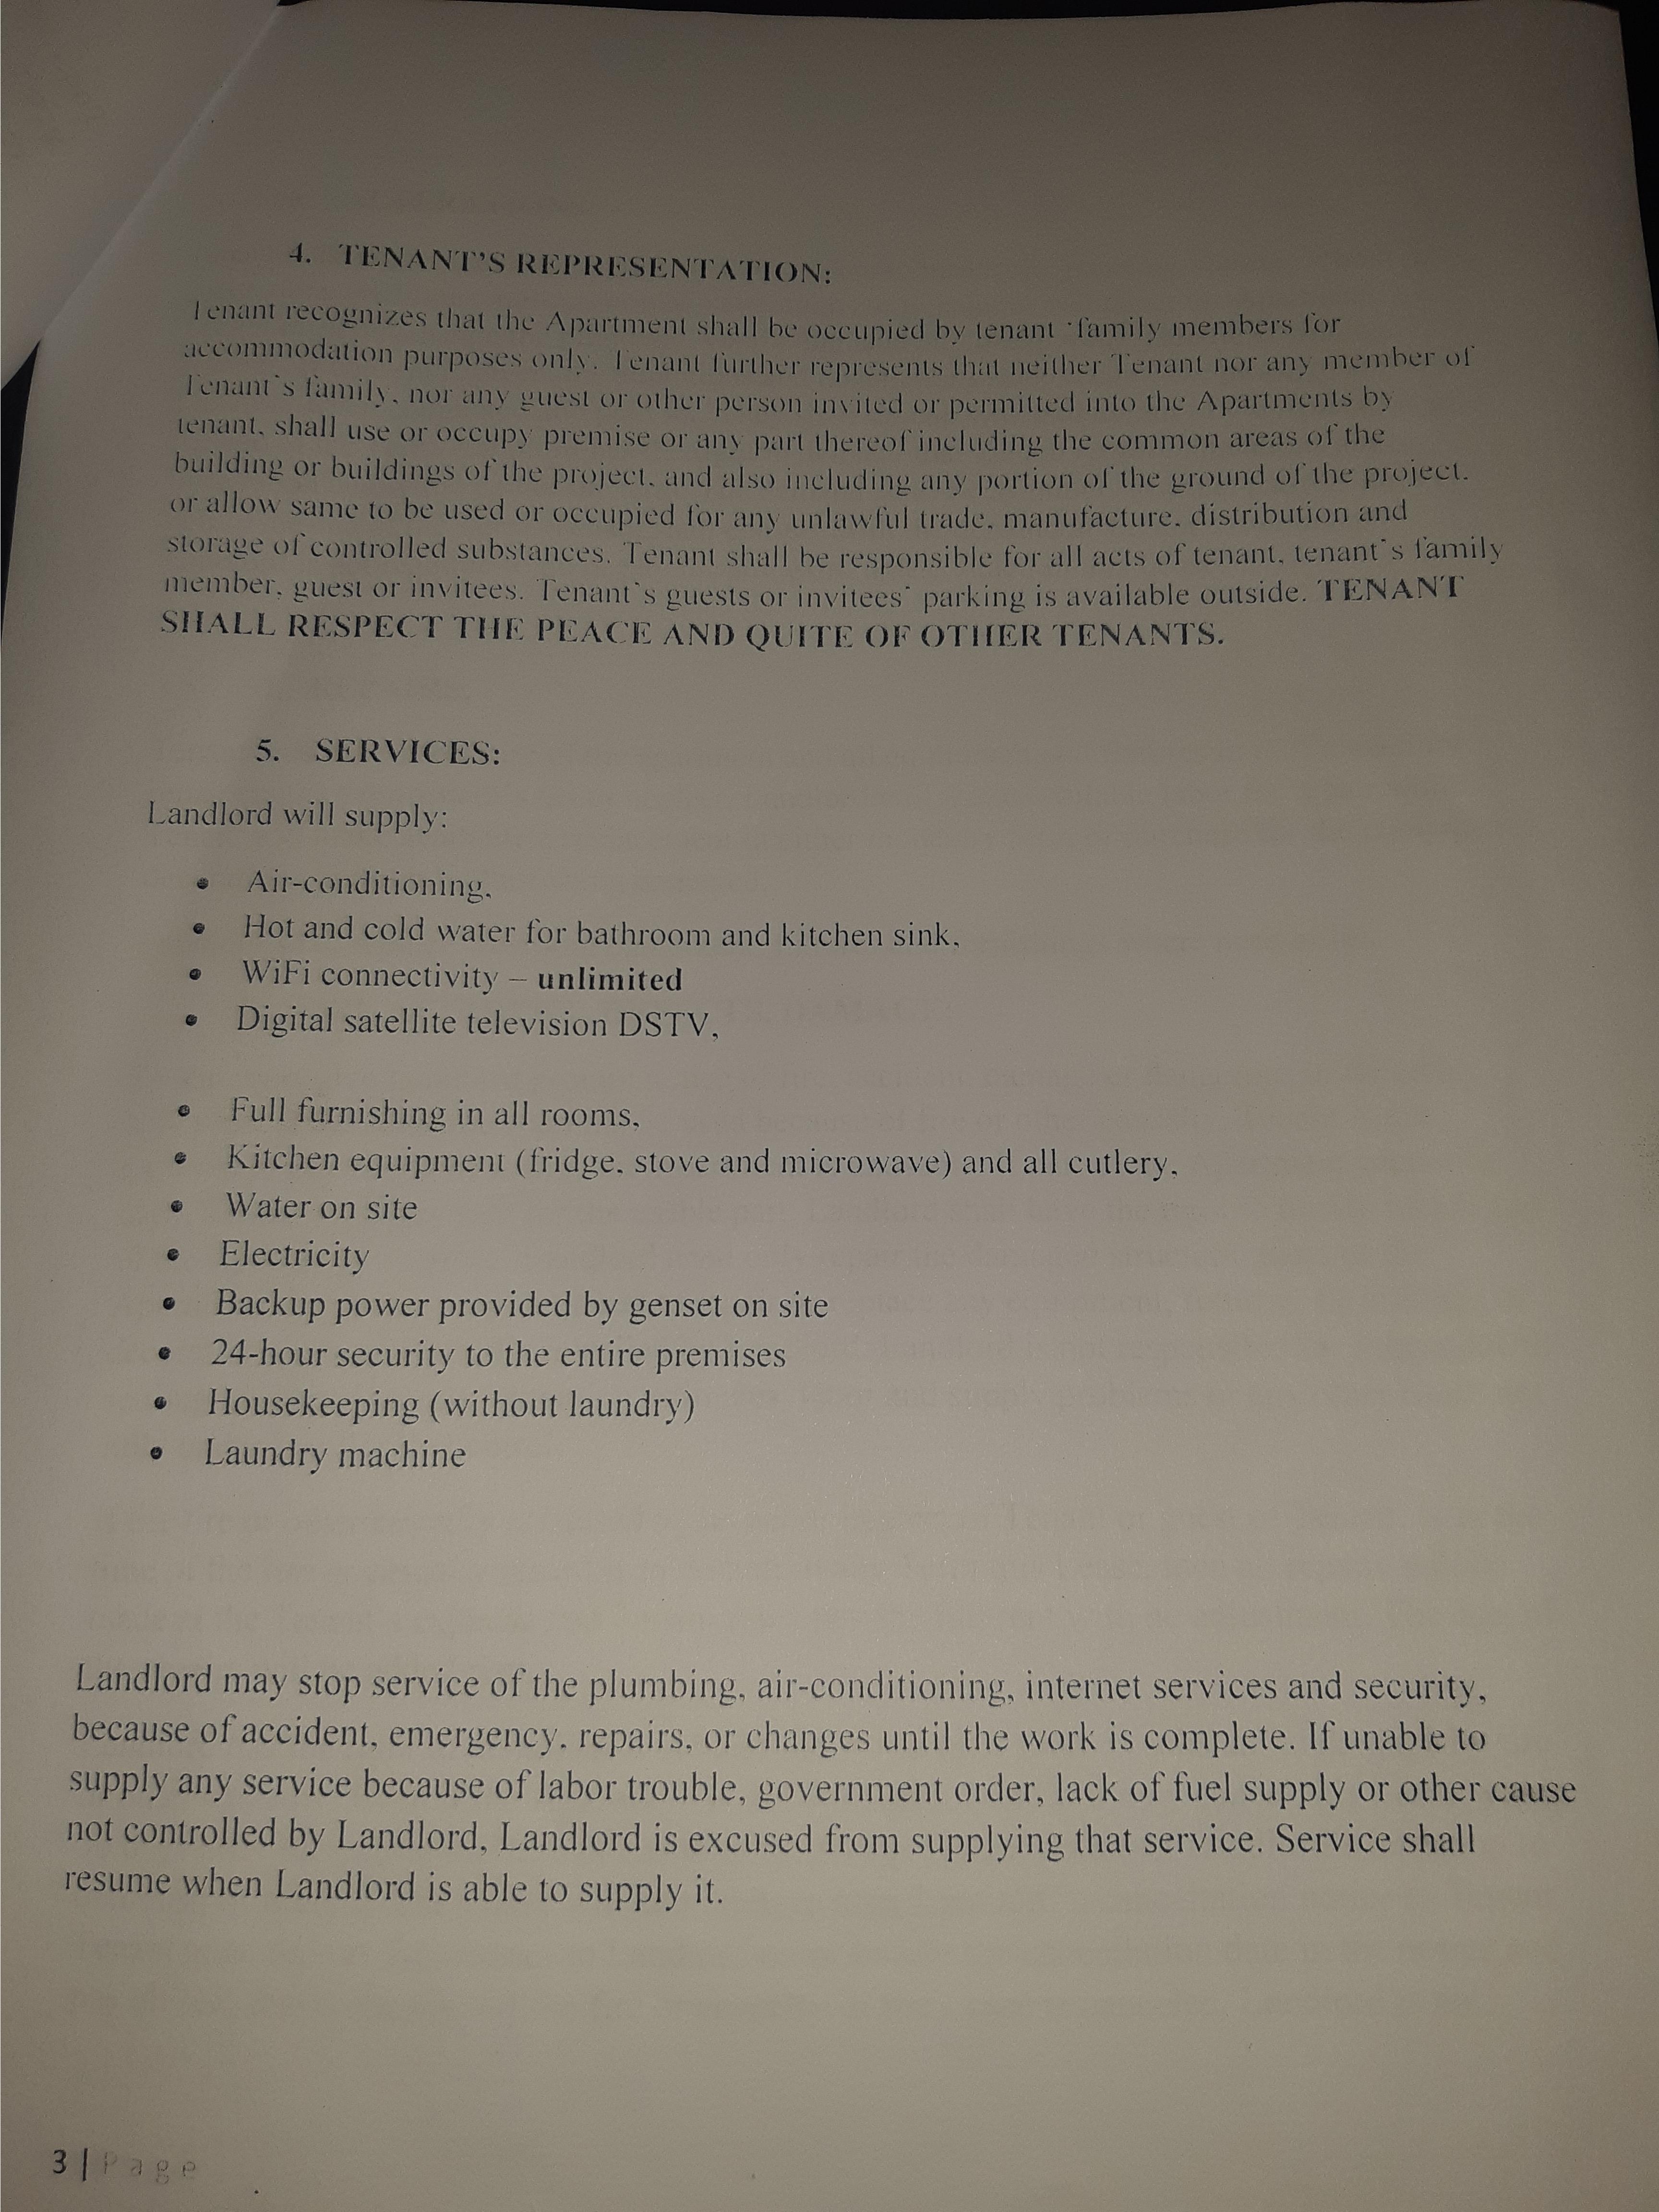 4. TENANT'S REPRESENTATION:
Tenant recognizes that the Apartment shall be occupied by tenant 'family members for
accommodation purposes only. Tenant further represents that neither Tenant nor any member of
Tenant's family, nor any guest or other person invited or permitted into the Apartments by
tenant, shall use or occupy premise or any part thereof including the common areas of the
building or buildings of the project, and also including any portion of the ground of the project.
or allow same to be used or occupied for any unlawful trade, manufacture, distribution and
storage of controlled substances. Tenant shall be responsible for all acts of tenant, tenant's family
member, guest or invitees. Tenant's guests or invitees' parking is available outside. TENANT
SHALL RESPECT THE PEACE AND QUITE OF OTHER TENANTS.
5. SERVICES:
Landlord will supply:
• Air-conditioning,
• Hot and cold water for bathroom and kitchen sink,
• WiFi connectivity – unlimited
• Digital satellite television DSTV,
• Full furnishing in all rooms,
• Kitchen equipment (fridge, stove and microwave) and all cutlery,
• Water on site
• Electricity
• Backup power provided by genset on site
• 24-hour security to the entire premises
• Housekeeping (without laundry)
• Laundry machine
Landlord may stop service of the plumbing, air-conditioning, internet services and security,
because of accident, emergency, repairs, or changes until the work is complete. If unable to
supply any service because of labor trouble, government order, lack of fuel supply or other cause
not controlled by Landlord, Landlord is excused from supplying that service. Service shall
resume when Landlord is able to supply it.
3 | Page